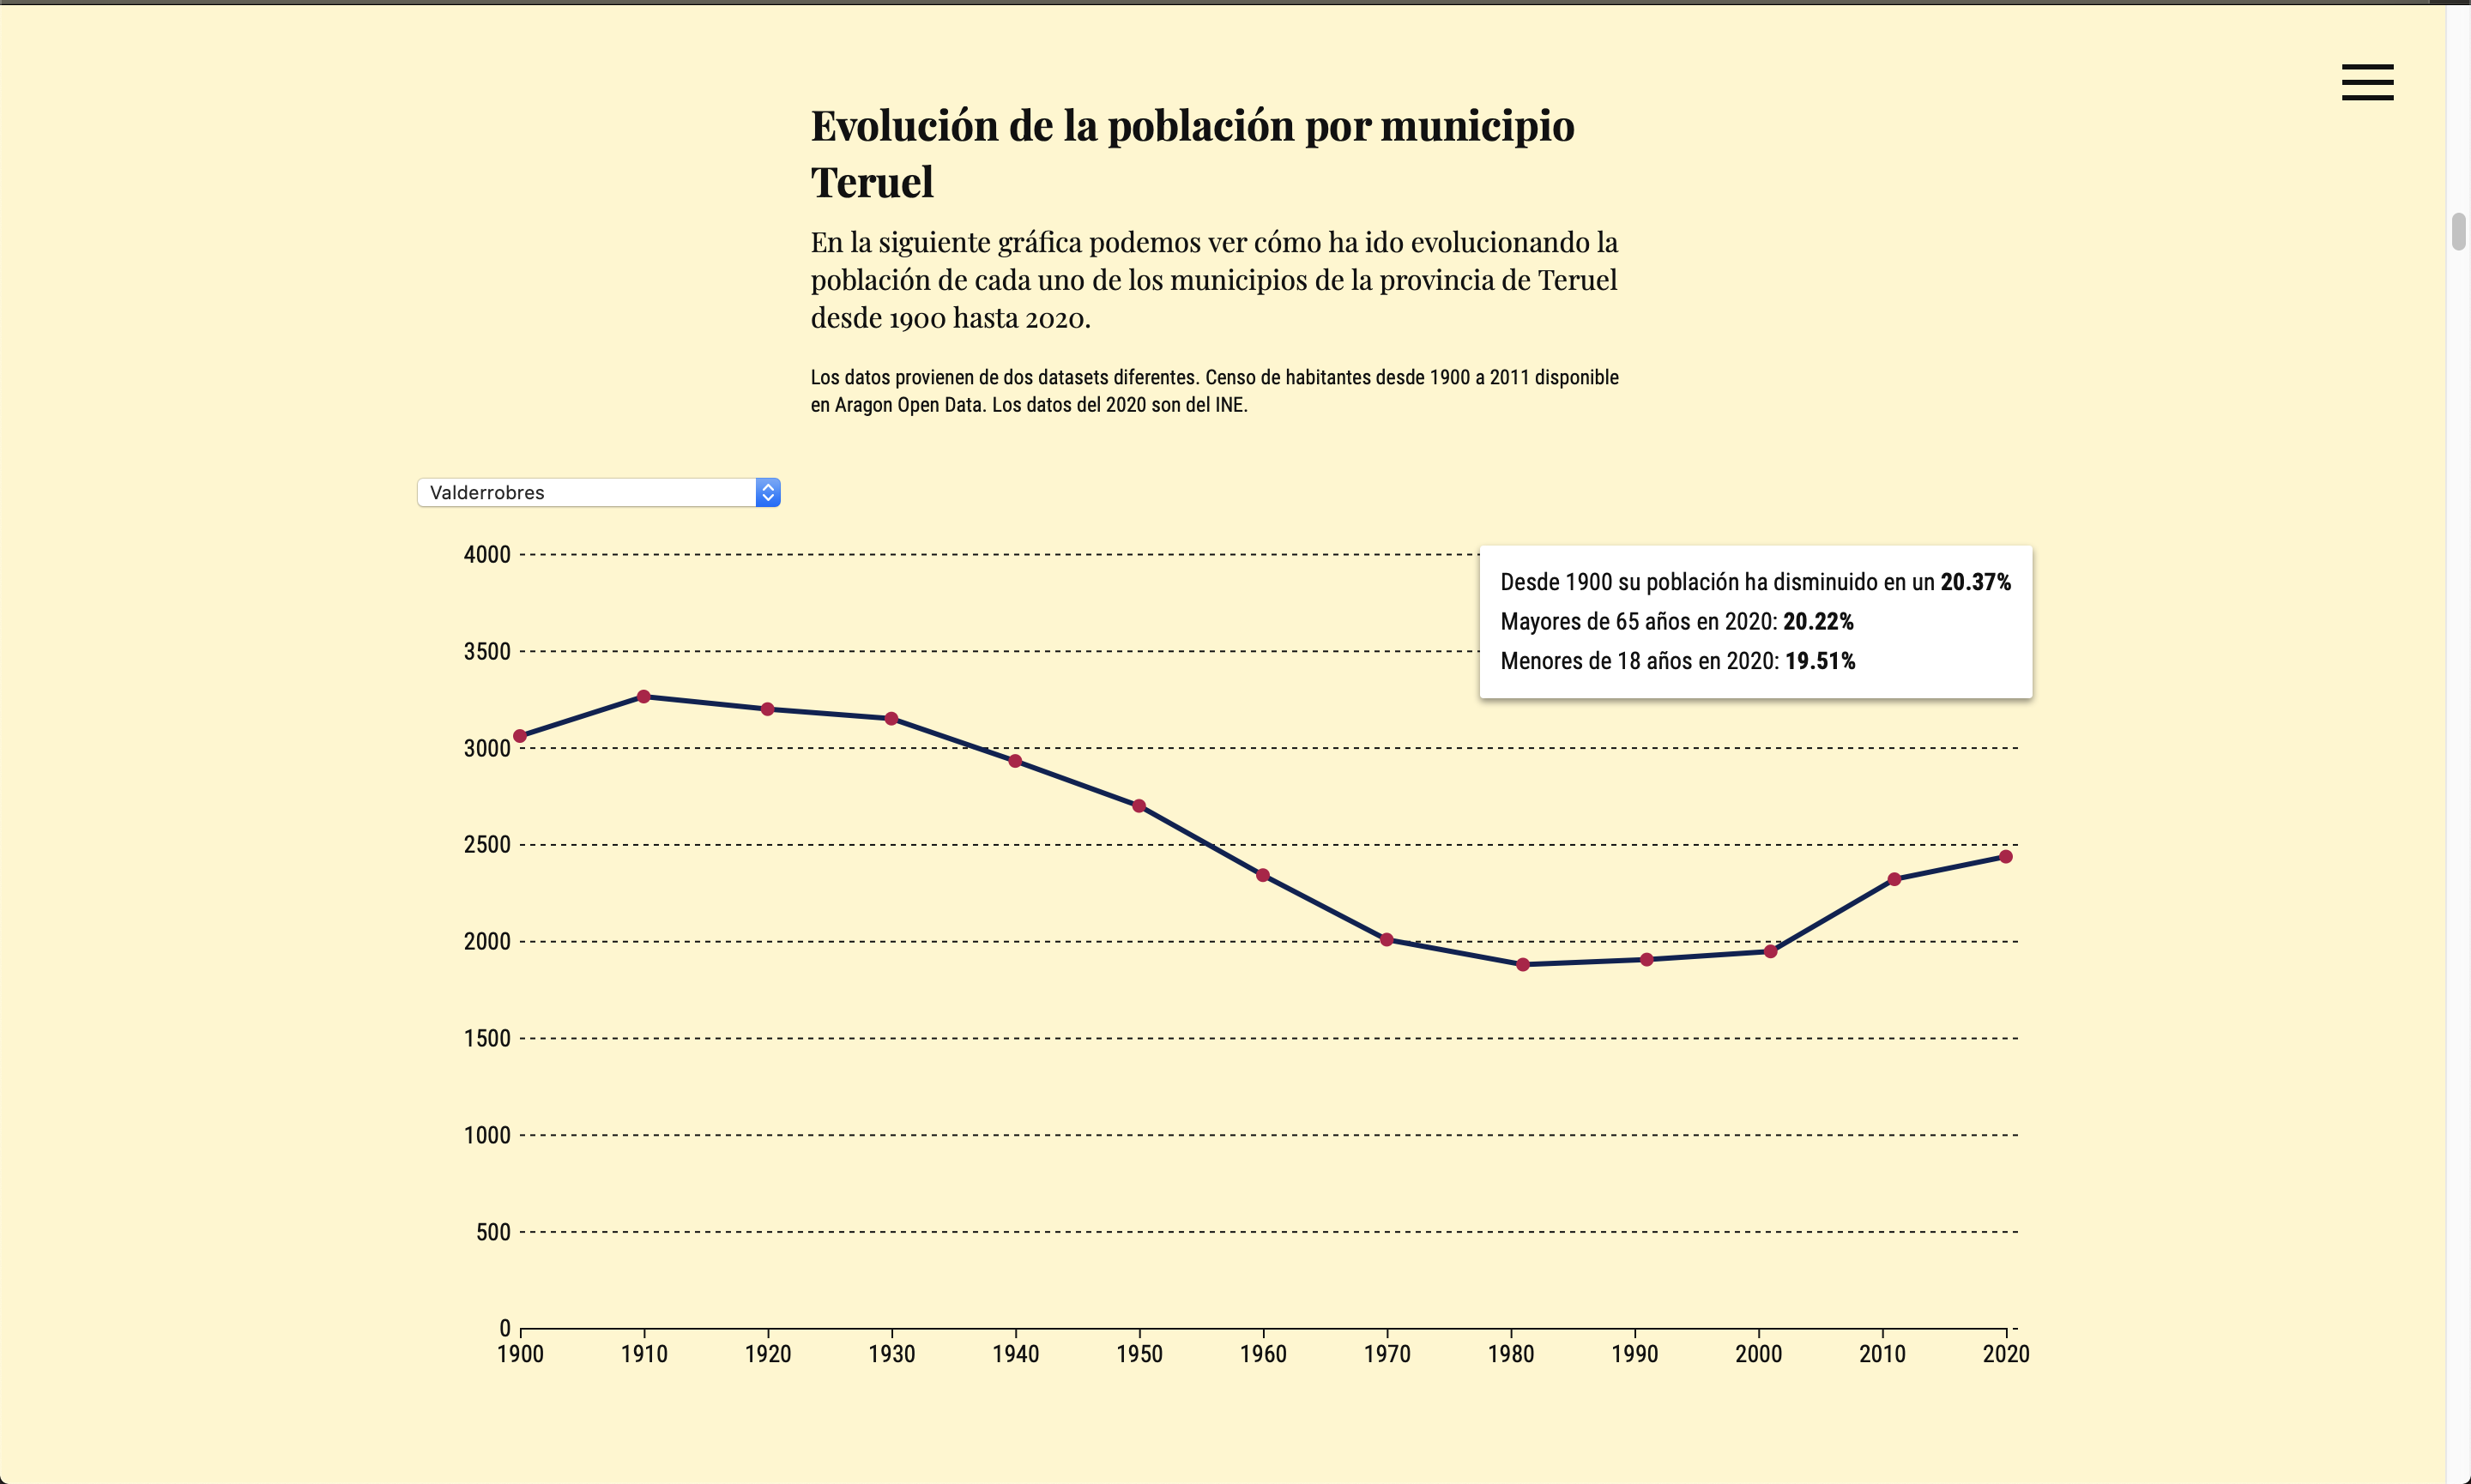 Evolución de la población por municipio
Teruel
En la siguiente gráfica podemos ver cómo ha ido evolucionando la
población de cada uno de los municipios de la provincia de Teruel
desde 1900 hasta 2020.
Los datos provienen de dos datasets diferentes. Censo de habitantes desde 1900 a 2011 disponible
en Aragon Open Data. Los datos del 2020 son del INE.
Valderrobres
Desde 1900 su población ha disminuido en un 20.37%
Mayores de 65 años en 2020: 20.22%
Menores de 18 años en 2020: 19.51%
4000
3500
3000
2500
2000
1500
1000
500
0
1900 1910 1920 1930 1940 1950 1960 1970 1980 1990 2000 2010 2020